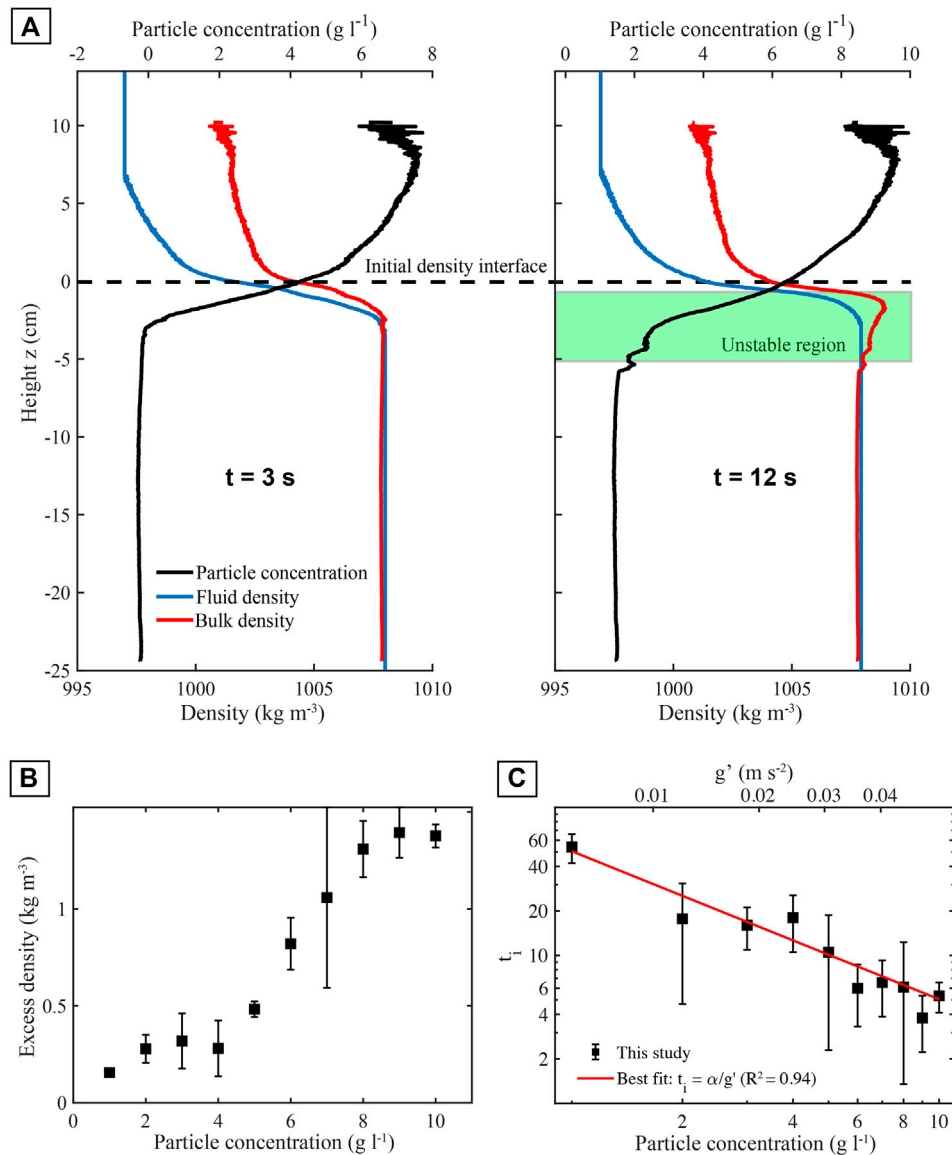 A
Particle concentration (g l⁻¹)
-2 0 2 4 6 8
Particle concentration (g l⁻¹)
0 2 4 6 8 10
10
5
0
-5
-10
-15
-20
-25
Height z (cm)
Initial density interface
Unstable region
t = 3 s
t = 12 s
Particle concentration
Fluid density
Bulk density
995 1000 1005 1010
Density (kg m⁻³)
995 1000 1005 1010
Density (kg m⁻³)
B
Excess density (kg m⁻³)
1
0.5
0
0 2 4 6 8 10
Particle concentration (g l⁻¹)
C
g' (m s⁻²)
0.01 0.02 0.03 0.04
60
40
20
10
6
4
2
tᵢ
This study
Best fit: tᵢ = α/g' (R² = 0.94)
2 4 6 8 10
Particle concentration (g l⁻¹)